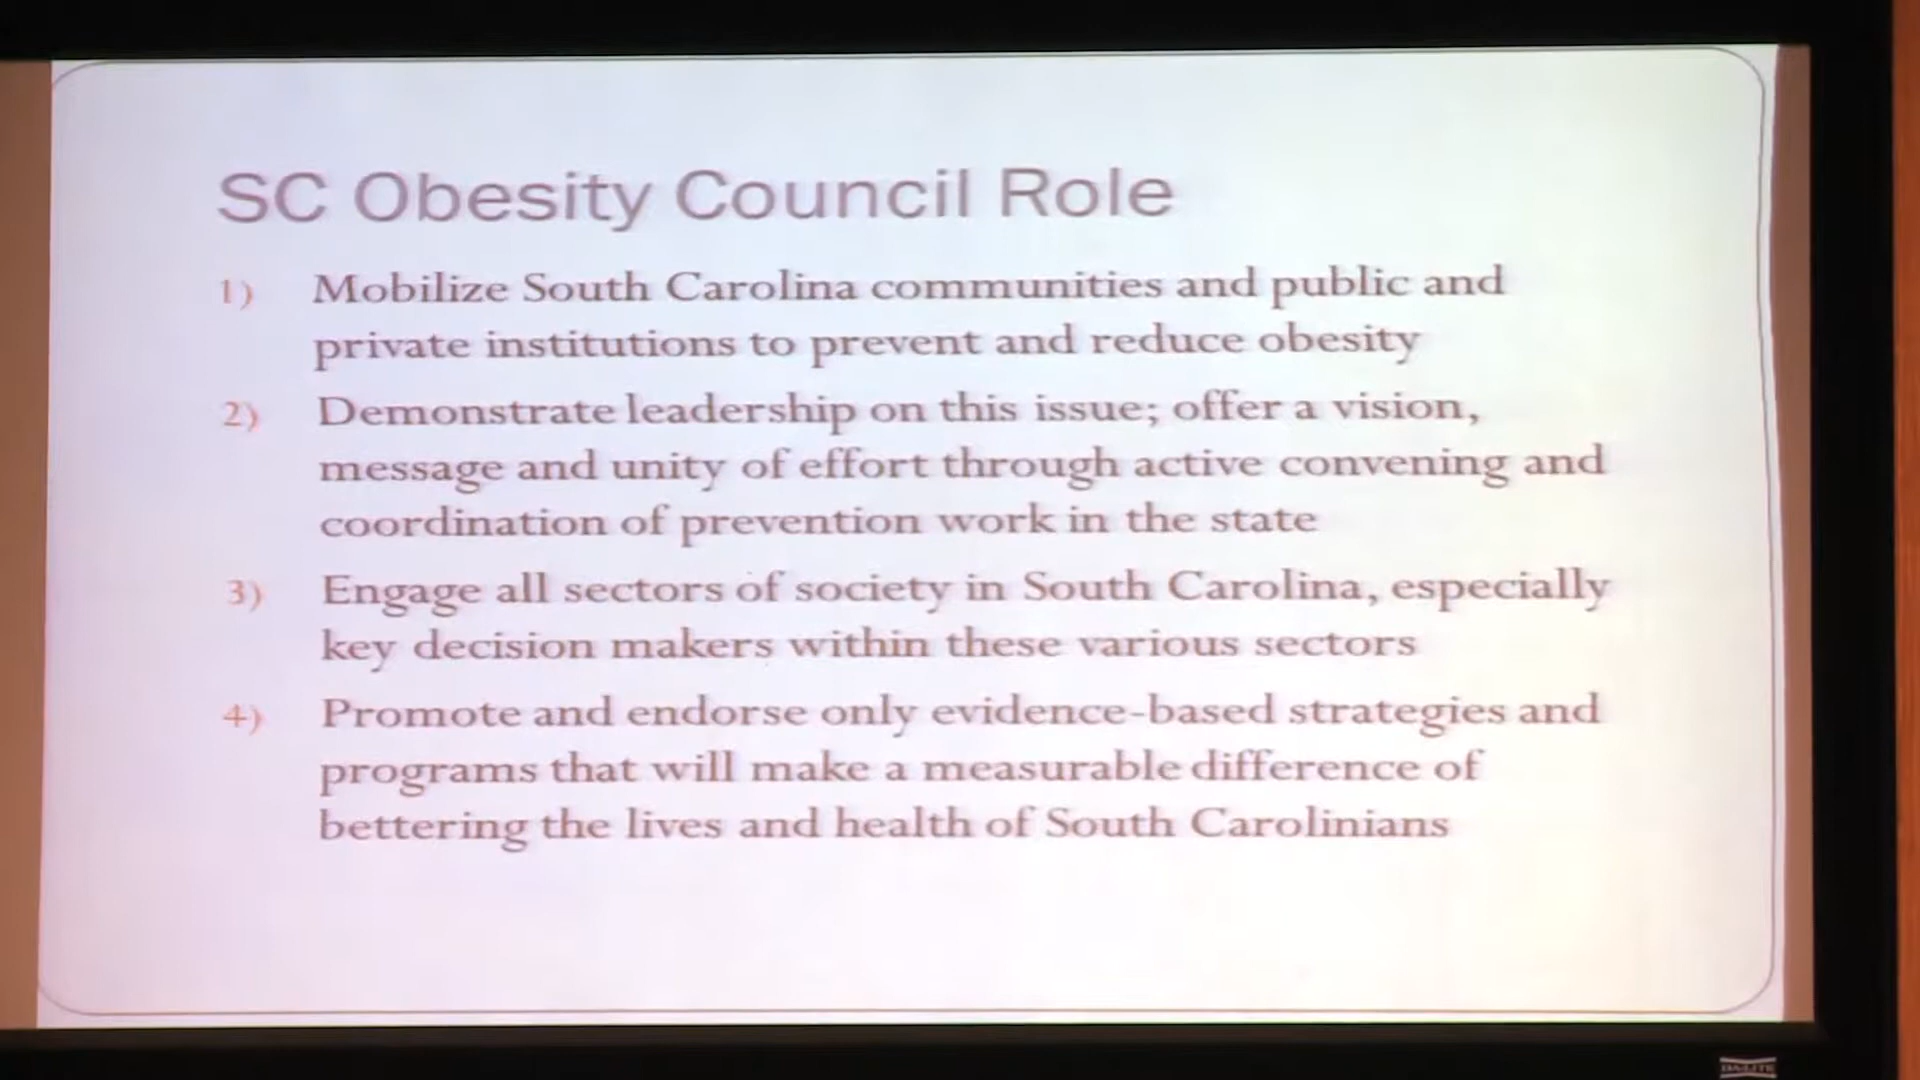 SC Obesity Council Role
1) Mobilize South Carolina communities and public and
private institutions to prevent and reduce obesity
2) Demonstrate leadership on this issue; offer a vision,
message and unity of effort through active convening and
coordination of prevention work in the state
3) Engage all sectors of society in South Carolina, especially
key decision makers within these various sectors
4) Promote and endorse only evidence-based strategies and
programs that will make a measurable difference of
bettering the lives and health of South Carolinians
DA-LITE